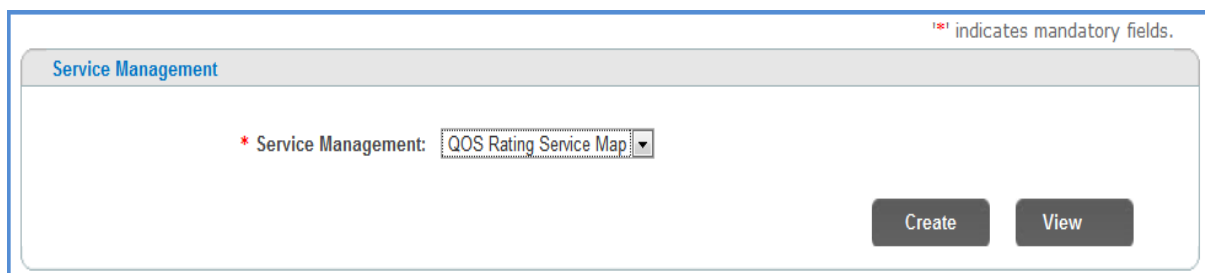 '*' indicates mandatory fields.
Service Management
* Service Management: QOS Rating Service Map
Create View